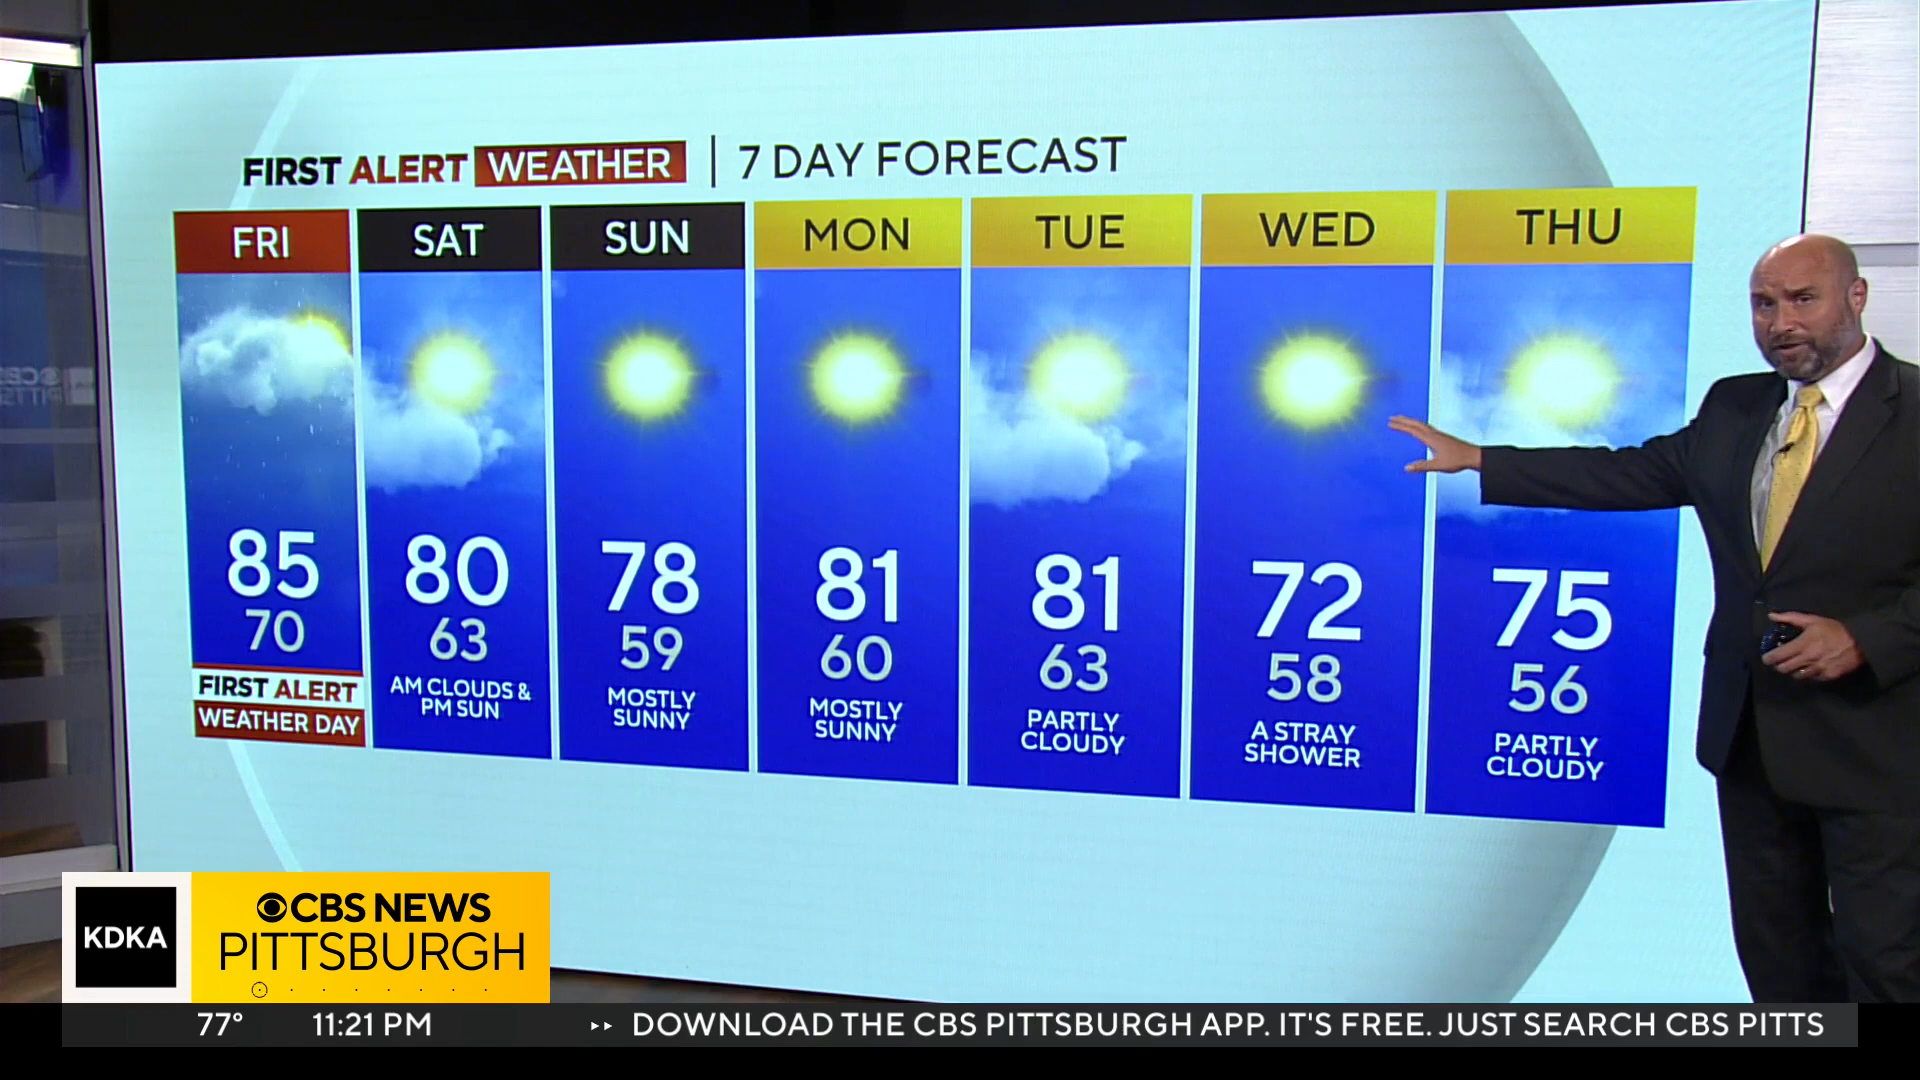 FIRST ALERT WEATHER | 7 DAY FORECAST
FRI
85
70
FIRST ALERT
WEATHER DAY
SAT
80
63
AM CLOUDS &
PM SUN
SUN
78
59
MOSTLY
SUNNY
MON
81
60
MOSTLY
SUNNY
TUE
81
63
PARTLY
CLOUDY
WED
72
58
A STRAY
SHOWER
THU
75
56
PARTLY
CLOUDY
KDKA
CBS NEWS
PITTSBURGH
77° 11:21 PM DOWNLOAD THE CBS PITTSBURGH APP. IT'S FREE. JUST SEARCH CBS PITTS